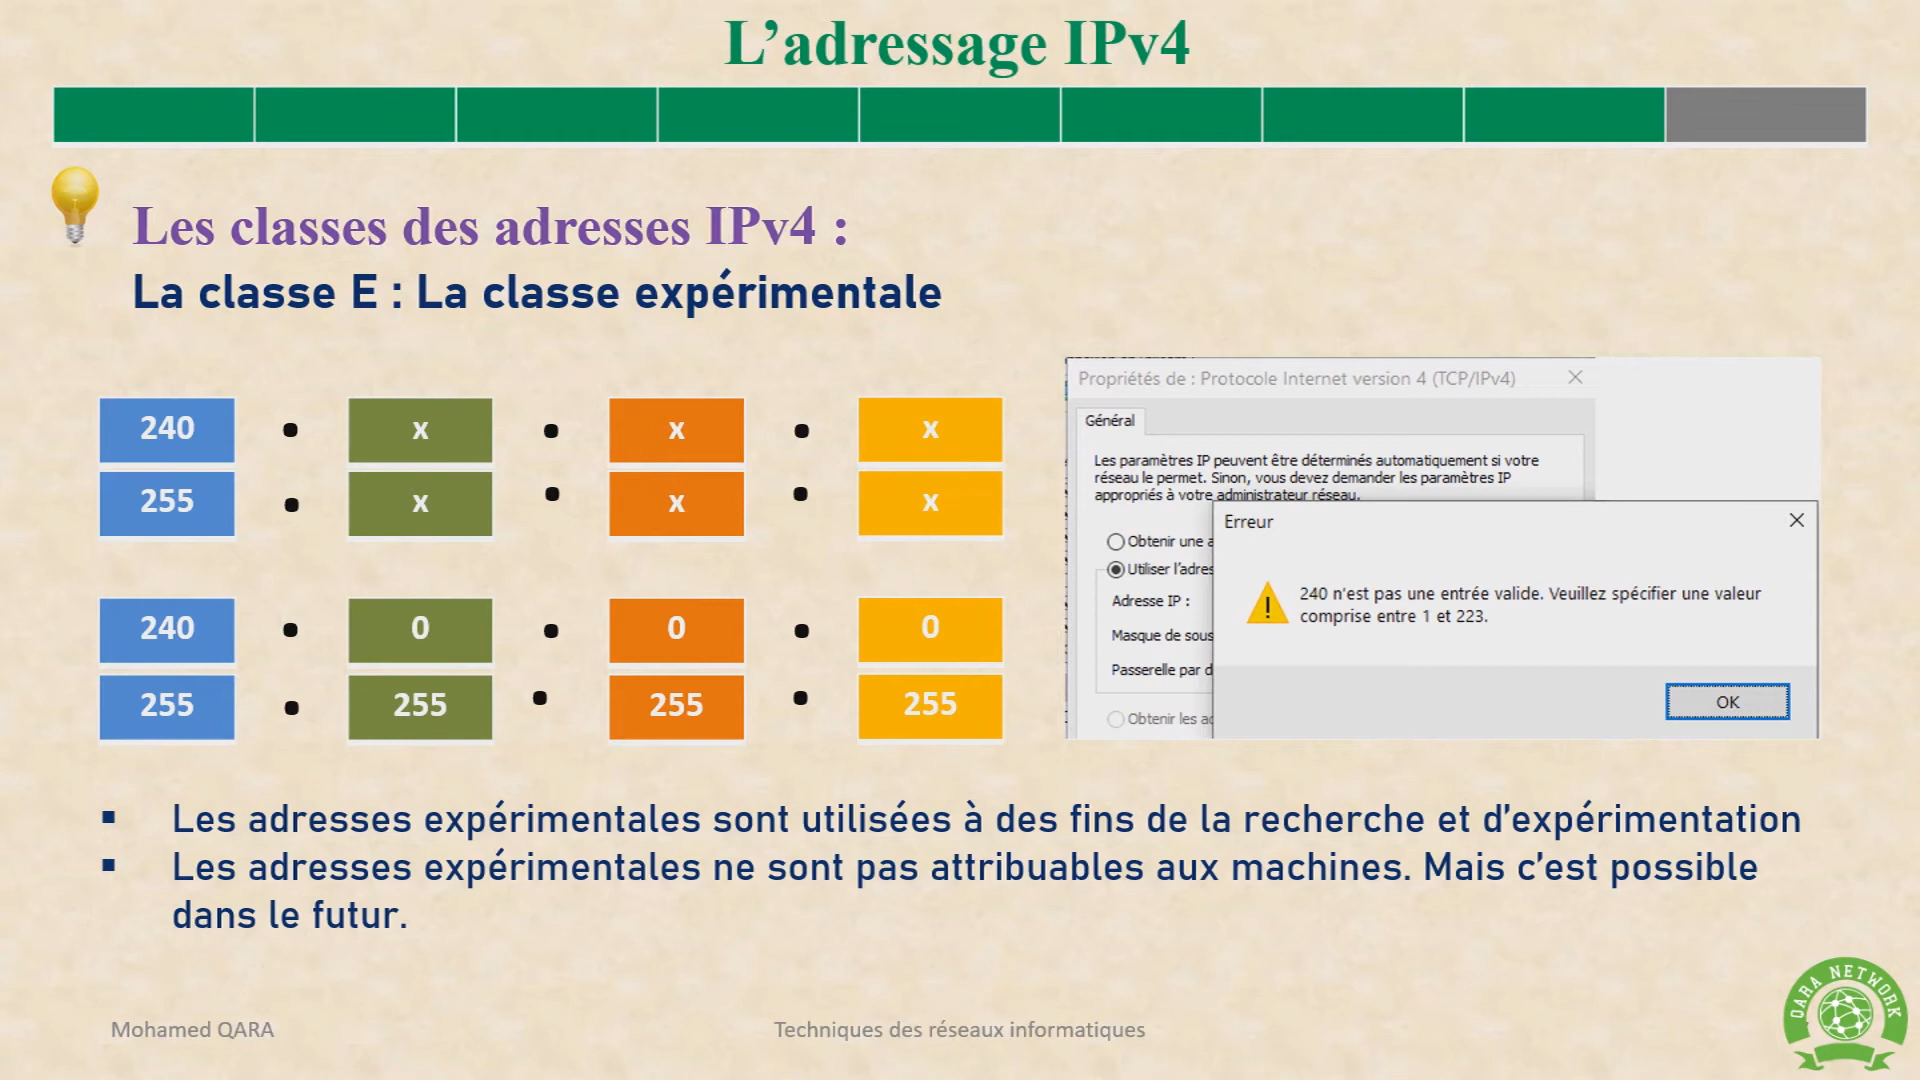 L’adressage IPv4
Les classes des adresses IPv4 :
La classe E : La classe expérimentale
240 . x . x . x
255 . x . x . x
240 . 0 . 0 . 0
255 . 255 . 255 . 255
Propriétés de : Protocole Internet version 4 (TCP/IPv4)
Général
Les paramètres IP peuvent être déterminés automatiquement si votre
réseau le permet. Sinon, vous devez demander les paramètres IP
appropriés à votre administrateur réseau.
Obtenir une a
Utiliser l’adres
Adresse IP :
Masque de sous
Passerelle par d
Obtenir les ad
Erreur
240 n'est pas une entrée valide. Veuillez spécifier une valeur
comprise entre 1 et 223.
OK
▪ Les adresses expérimentales sont utilisées à des fins de la recherche et d’expérimentation
▪ Les adresses expérimentales ne sont pas attribuables aux machines. Mais c’est possible
dans le futur.
Mohamed QARA
Techniques des réseaux informatiques
QARA NETWORK